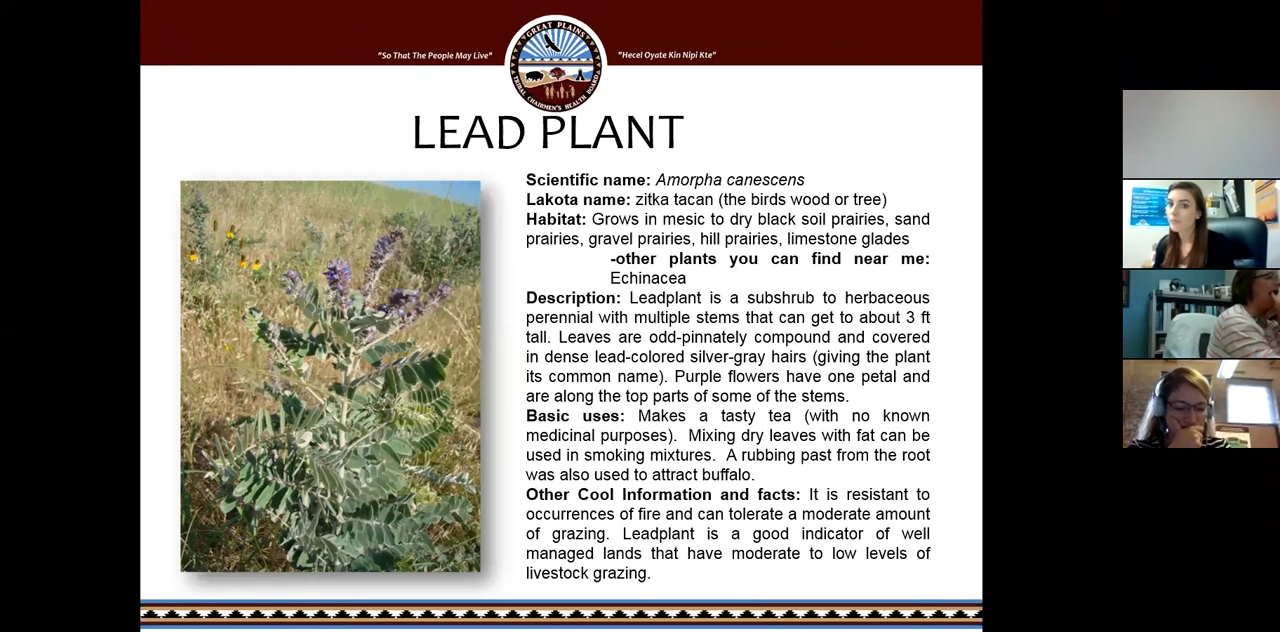 "So That The People May Live"
GREAT PLAINS
TRIBAL CHAIRMEN'S HEALTH BOARD
"Hecel Oyate Kin Nipi Kte"
LEAD PLANT
Scientific name: Amorpha canescens
Lakota name: zitka tacan (the birds wood or tree)
Habitat: Grows in mesic to dry black soil prairies, sand
prairies, gravel prairies, hill prairies, limestone glades
-other plants you can find near me:
Echinacea
Description: Leadplant is a subshrub to herbaceous
perennial with multiple stems that can get to about 3 ft
tall. Leaves are odd-pinnately compound and covered
in dense lead-colored silver-gray hairs (giving the plant
its common name). Purple flowers have one petal and
are along the top parts of some of the stems.
Basic uses: Makes a tasty tea (with no known
medicinal purposes). Mixing dry leaves with fat can be
used in smoking mixtures. A rubbing past from the root
was also used to attract buffalo.
Other Cool Information and facts: It is resistant to
occurrences of fire and can tolerate a moderate amount
of grazing. Leadplant is a good indicator of well
managed lands that have moderate to low levels of
livestock grazing.